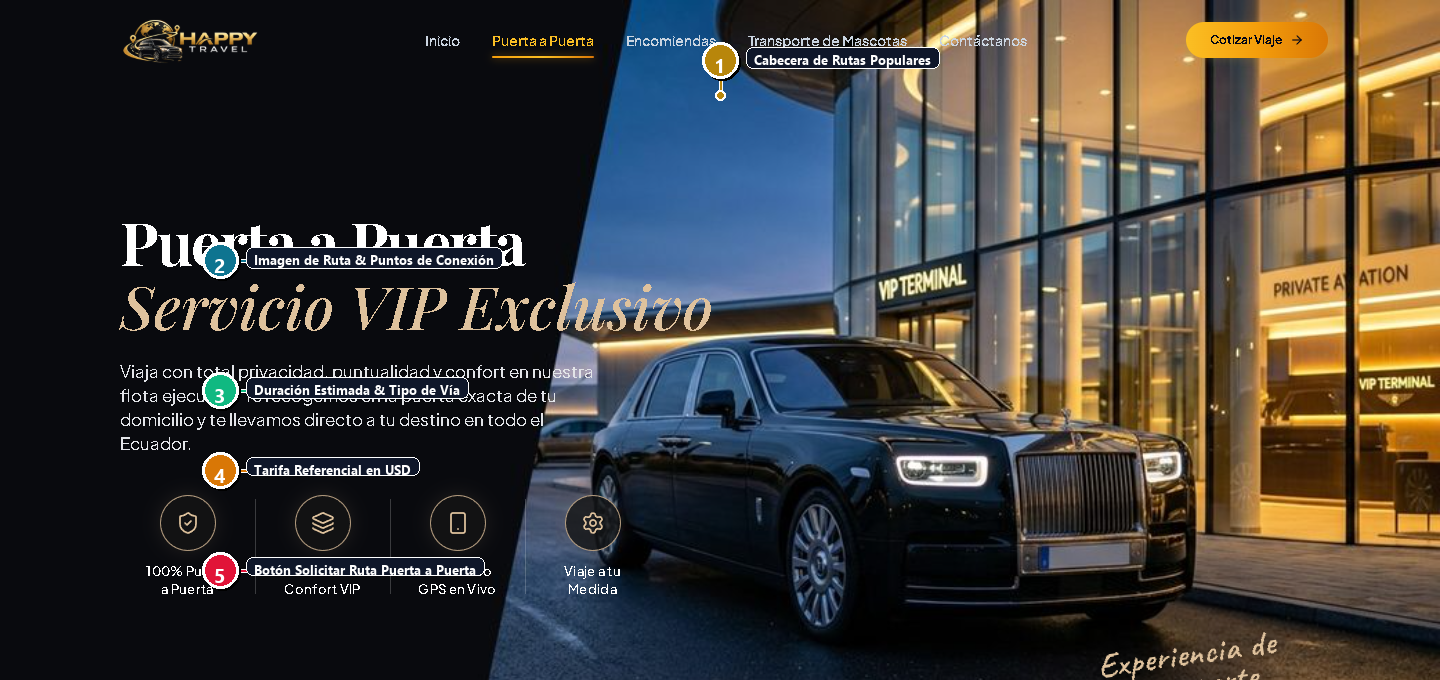 HAPPY
TRAVEL
Inicio
Puerta a Puerta
Encomiendas
Transporte de Mascotas
Contáctanos
Cotizar Viaje
1
Cabecera de Rutas Populares
Puerta a Puerta
2
Imagen de Ruta & Puntos de Conexión
Servicio VIP Exclusivo
VIP TERMINAL
PRIVATE AVIATION
VIP TERMINAL
Viaja con total privacidad, puntualidad y confort en nuestra
flota exacta de tu
3
Duración Estimada & Tipo de Vía
domicilio y te llevamos directo a tu destino en todo el
Ecuador.
4
Tarifa Referencial en USD
5
Botón Solicitar Ruta Puerta a Puerta
100%
a Puerta
Confort VIP
GPS en Vivo
Viaje a tu
Medida
Experiencia de